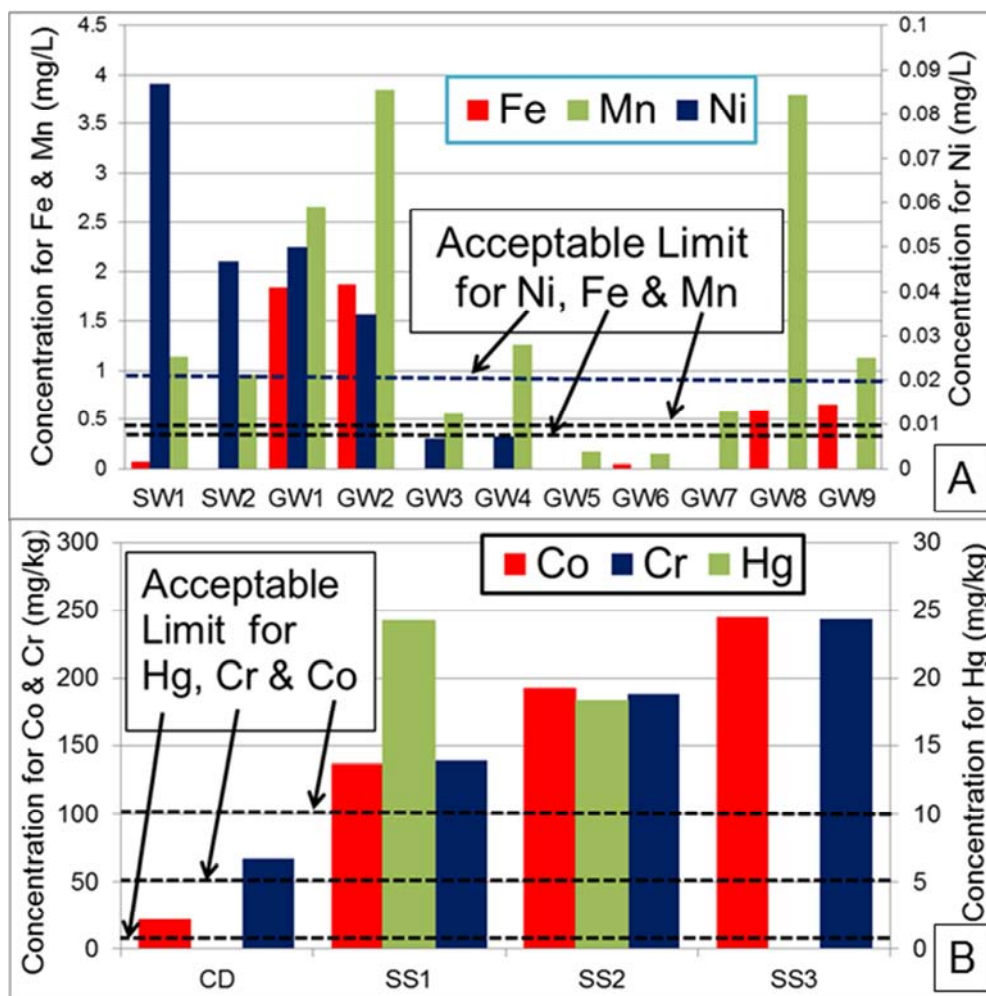 Concentration for Fe & Mn (mg/L)
4.5
4
3.5
3
2.5
2
1.5
1
0.5
0
Fe Mn Ni
Acceptable Limit
for Ni, Fe & Mn
0.1
0.09
0.08
0.07
0.06
0.05
0.04
0.03
0.02
0.01
0
Concentration for Ni (mg/L)
SW1 SW2 GW1 GW2 GW3 GW4 GW5 GW6 GW7 GW8 GW9
A
Concentration for Co & Cr (mg/kg)
300
250
200
150
100
50
0
Acceptable
Limit for
Hg, Cr & Co
Co Cr Hg
30
25
20
15
10
5
0
Concentration for Hg (mg/kg)
CD SS1 SS2 SS3
B